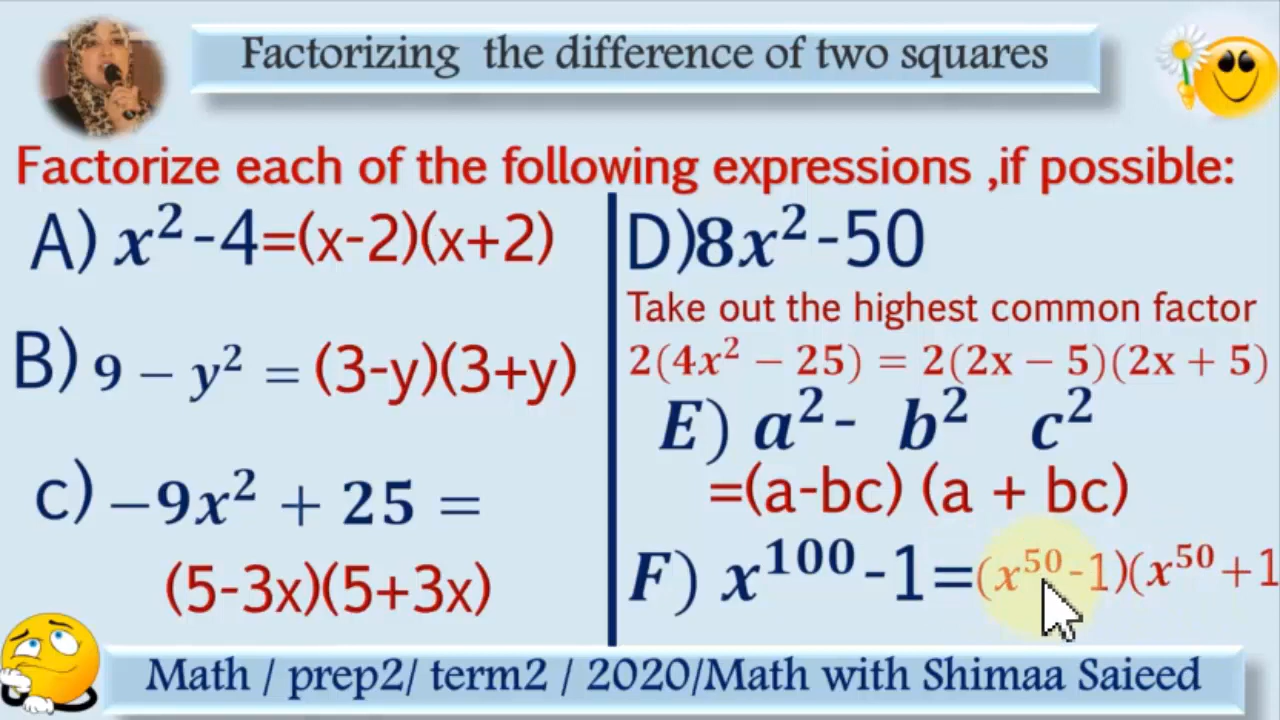 Factorizing the difference of two squares
Factorize each of the following expressions ,if possible:
A) x² -4=(x-2)(x+2)
B) 9 − y² = (3-y)(3+y)
c) −9x² + 25 =
(5-3x)(5+3x)
D)8x² -50
Take out the highest common factor
2(4x² − 25) = 2(2x − 5)(2x + 5)
E) a² - b² c²
=(a-bc) (a + bc)
F) x¹⁰⁰ -1=(x⁵⁰-1)(x⁵⁰+1
Math / prep2/ term2 / 2020/Math with Shimaa Saieed